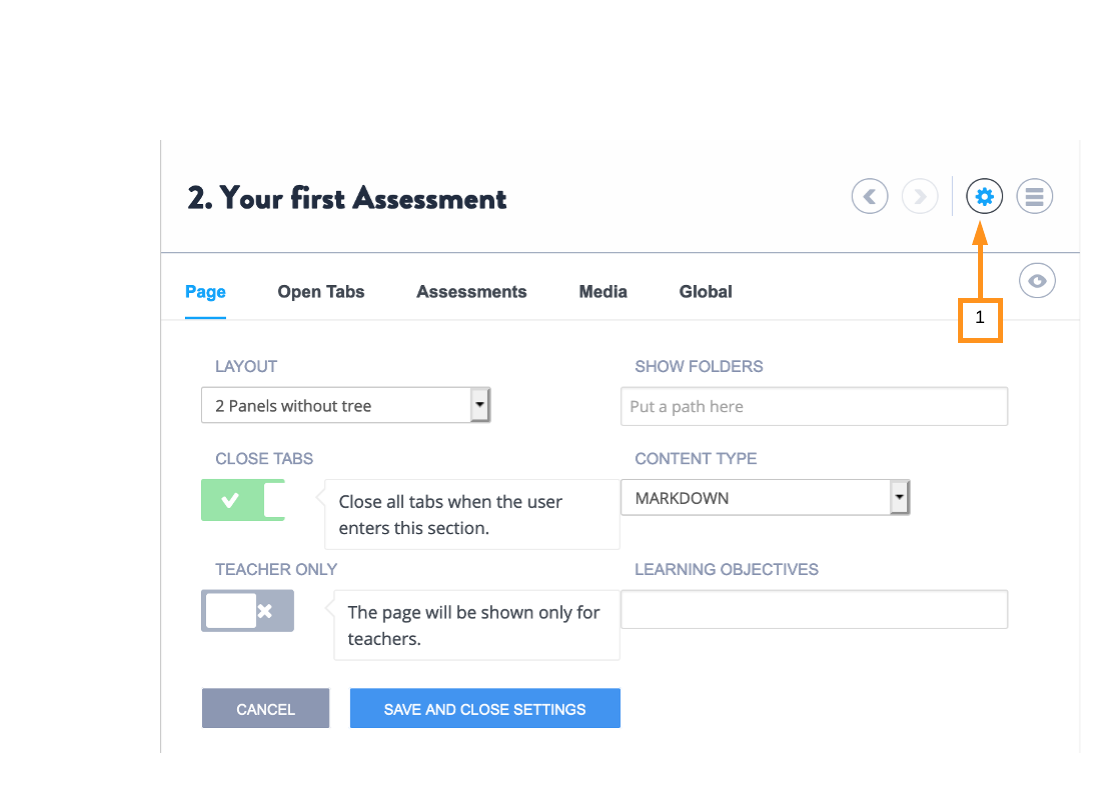 2. Your first Assessment
Page Open Tabs Assessments Media Global
1
LAYOUT
2 Panels without tree
SHOW FOLDERS
Put a path here
CLOSE TABS
Close all tabs when the user
enters this section.
CONTENT TYPE
MARKDOWN
TEACHER ONLY
The page will be shown only for
teachers.
LEARNING OBJECTIVES
CANCEL
SAVE AND CLOSE SETTINGS